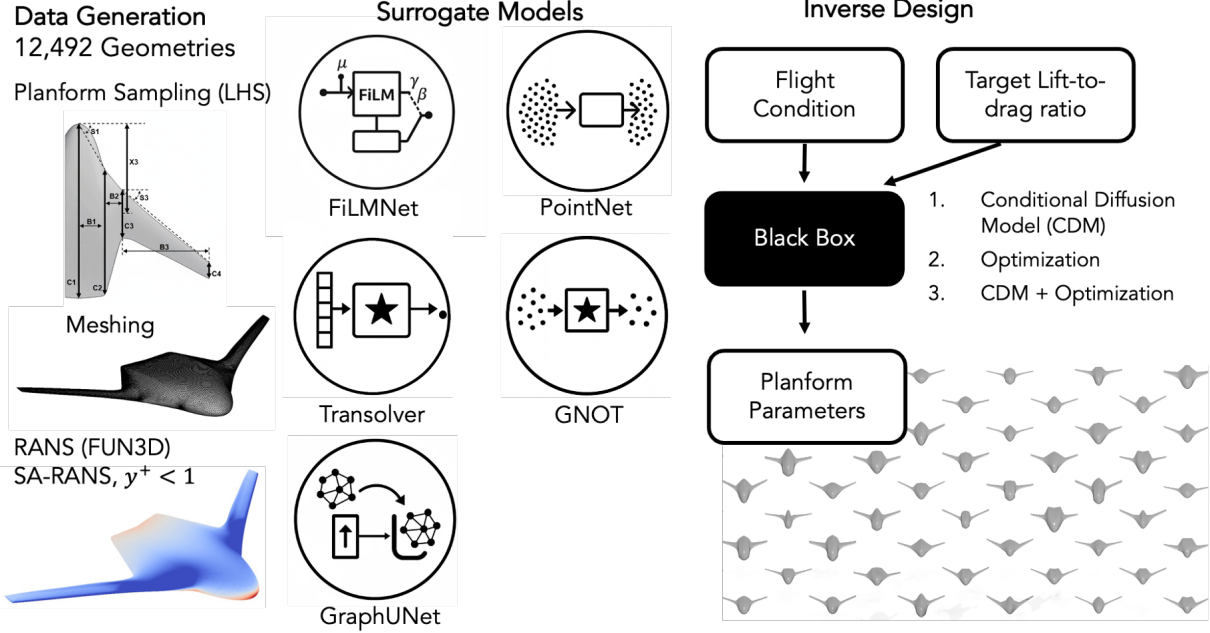 Data Generation
12,492 Geometries
Planform Sampling (LHS)
S1
X3
B2
S3
B1
C3
B3
C1
C2
C4
Meshing
RANS (FUN3D)
SA-RANS, y⁺ < 1
Surrogate Models
μ
FiLM
γ
β
FiLMNet
PointNet
Transolver
GNOT
GraphUNet
Inverse Design
Flight
Condition
Target Lift-to-
drag ratio
Black Box
1. Conditional Diffusion
Model (CDM)
2. Optimization
3. CDM + Optimization
Planform
Parameters